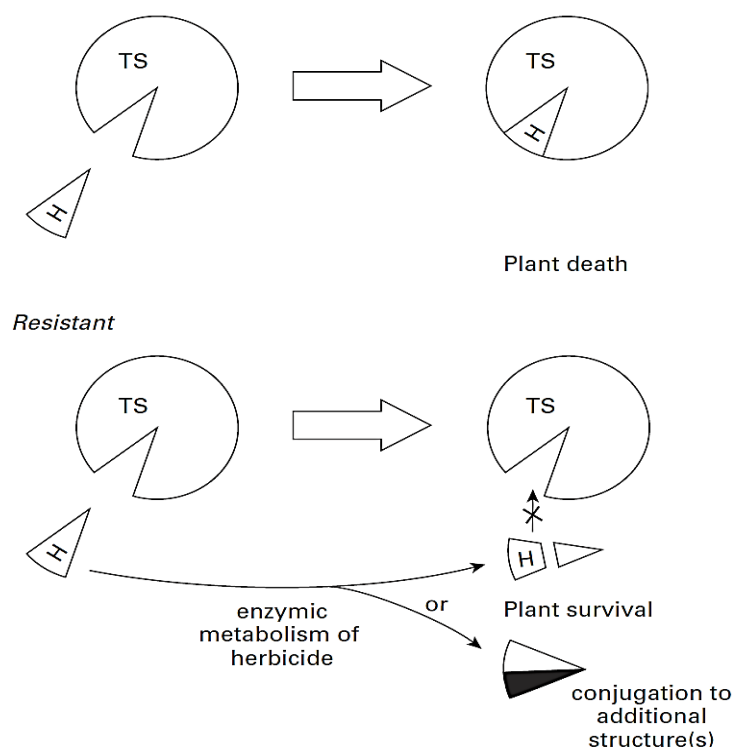 TS
TS
H
H
Plant death
Resistant
TS
TS
H
H
enzymic
metabolism of
herbicide
or
Plant survival
conjugation to
additional
structure(s)